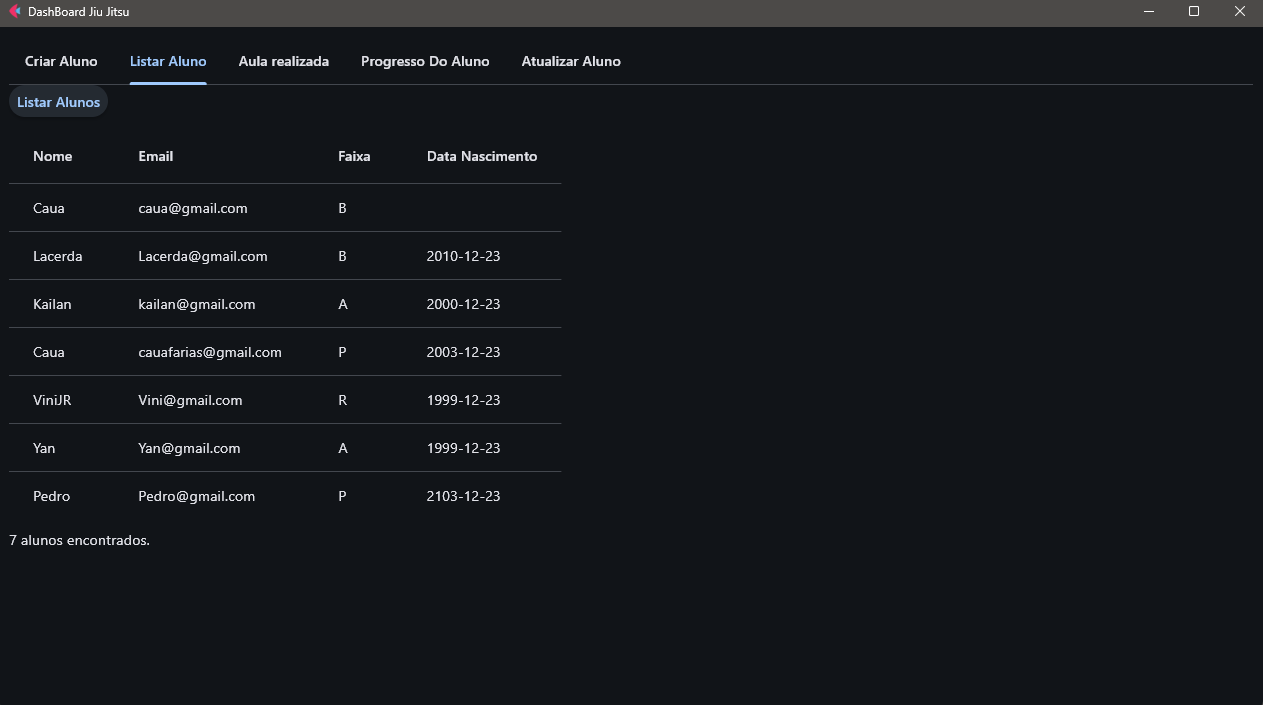 DashBoard Jiu Jitsu
Criar Aluno Listar Aluno Aula realizada Progresso Do Aluno Atualizar Aluno
Listar Alunos
Nome Email Faixa Data Nascimento
Caua caua@gmail.com B
Lacerda Lacerda@gmail.com B 2010-12-23
Kailan kailan@gmail.com A 2000-12-23
Caua cauafarias@gmail.com P 2003-12-23
ViniJR Vini@gmail.com R 1999-12-23
Yan Yan@gmail.com A 1999-12-23
Pedro Pedro@gmail.com P 2103-12-23
7 alunos encontrados.